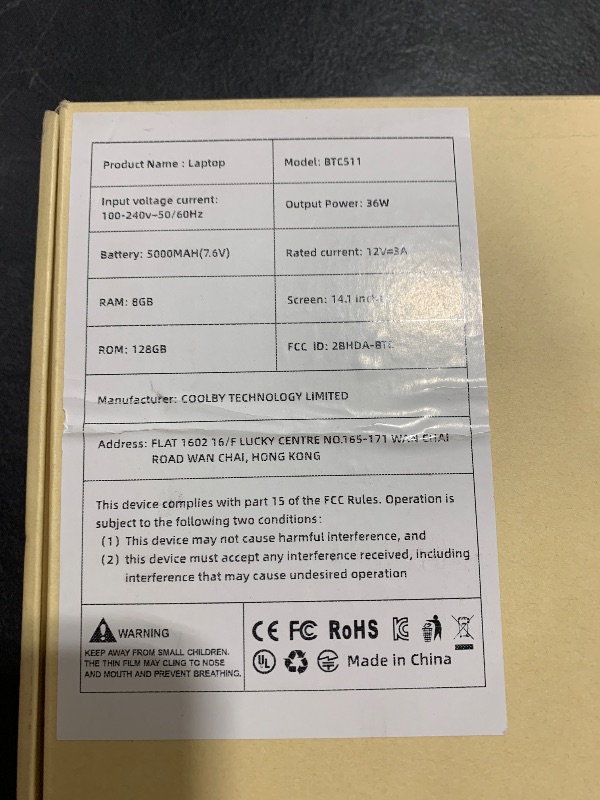 Product Name : Laptop
Model: BTC511
Input voltage current:
100-240v~50/60Hz
Output Power: 36W
Battery: 5000MAH(7.6V)
Rated current: 12V=3A
RAM: 8GB
Screen: 14.1 inch
ROM: 128GB
FCC ID:
Manufacturer: COOLBY TECHNOLOGY LIMITED
Address: FLAT 1602 16/F LUCKY CENTRE NO.165-171 WAN CHAI
ROAD WAN CHAI, HONG KONG
This device complies with part 15 of the FCC Rules. Operation is
subject to the following two conditions:
(1) This device may not cause harmful interference, and
(2) this device must accept any interference received, including
interference that may cause undesired operation
WARNING
KEEP AWAY FROM SMALL CHILDREN.
THE THIN FILM MAY CLING TO NOSE
AND MOUTH AND PREVENT BREATHING.
CE FC RoHS
UL Made in China